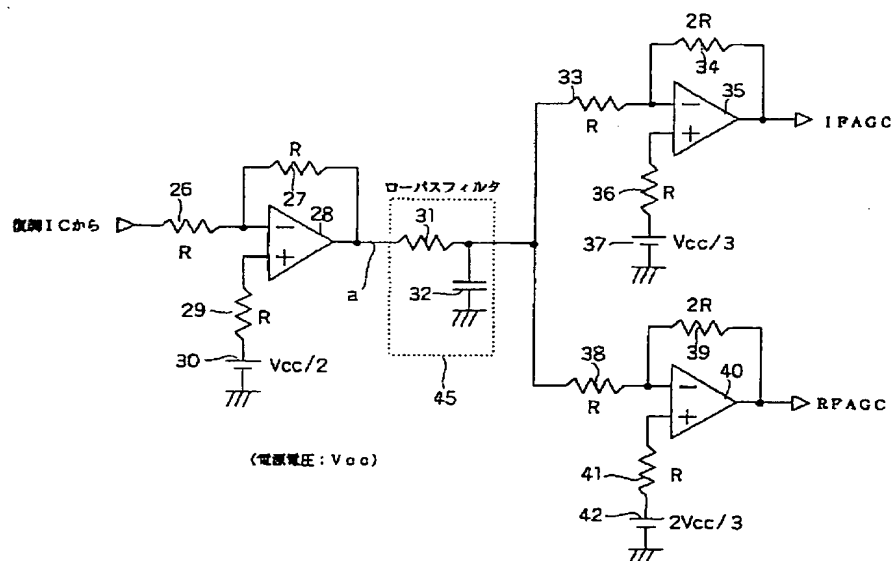 2R
33
34
35
R
IFAGC
R
26
27
ローパスフィルタ
28
31
36
R
復調ICから
R
37
Vcc/3
a
32
29
R
2R
39
30
Vcc/2
38
40
45
R
RFAGC
(電源電圧:Vcc)
41
R
42
2Vcc/3